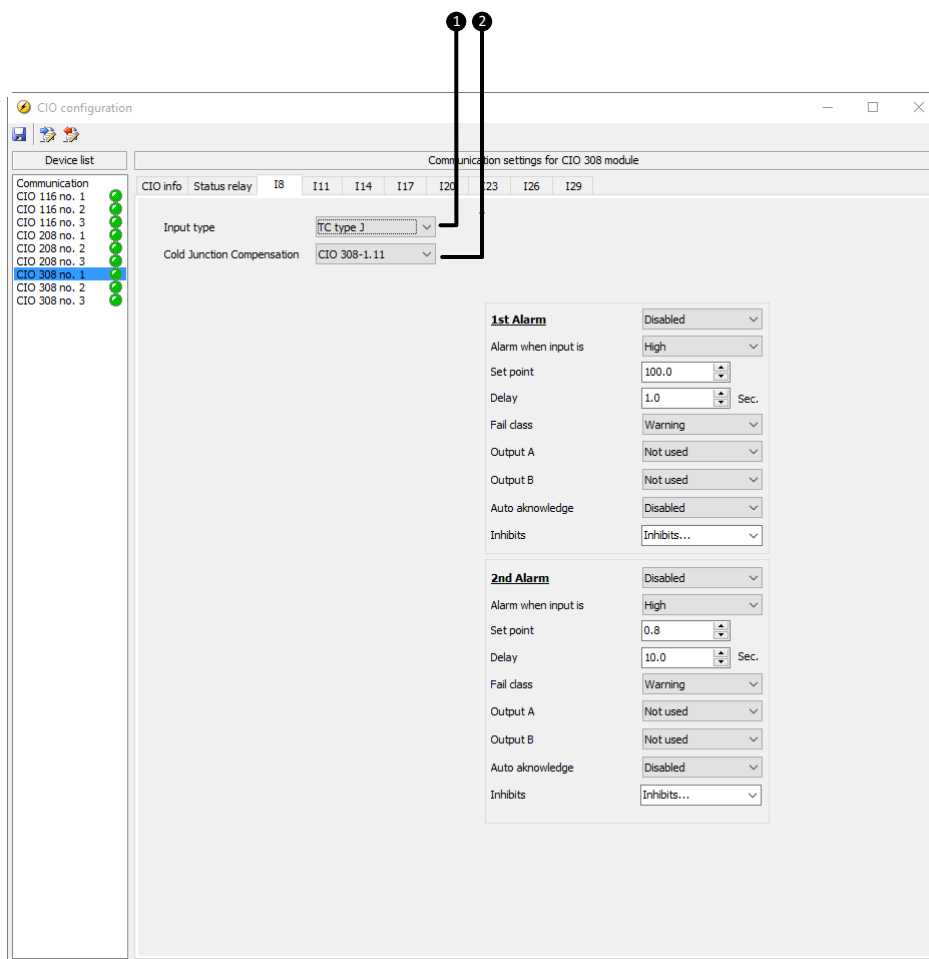 1 2
CIO configuration
Device list
Communication settings for CIO 308 module
Communication
CIO 116 no. 1
CIO 116 no. 2
CIO 116 no. 3
CIO 208 no. 1
CIO 208 no. 2
CIO 208 no. 3
CIO 308 no. 1
CIO 308 no. 2
CIO 308 no. 3
CIO info Status relay I8 I11 I14 I17 I20 I23 I26 I29
Input type TC type J
Cold Junction Compensation CIO 308-1.11
1st Alarm Disabled
Alarm when input is High
Set point 100.0
Delay 1.0 Sec.
Fail class Warning
Output A Not used
Output B Not used
Auto aknowledge Disabled
Inhibits Inhibits...
2nd Alarm Disabled
Alarm when input is High
Set point 0.8
Delay 10.0 Sec.
Fail class Warning
Output A Not used
Output B Not used
Auto aknowledge Disabled
Inhibits Inhibits...